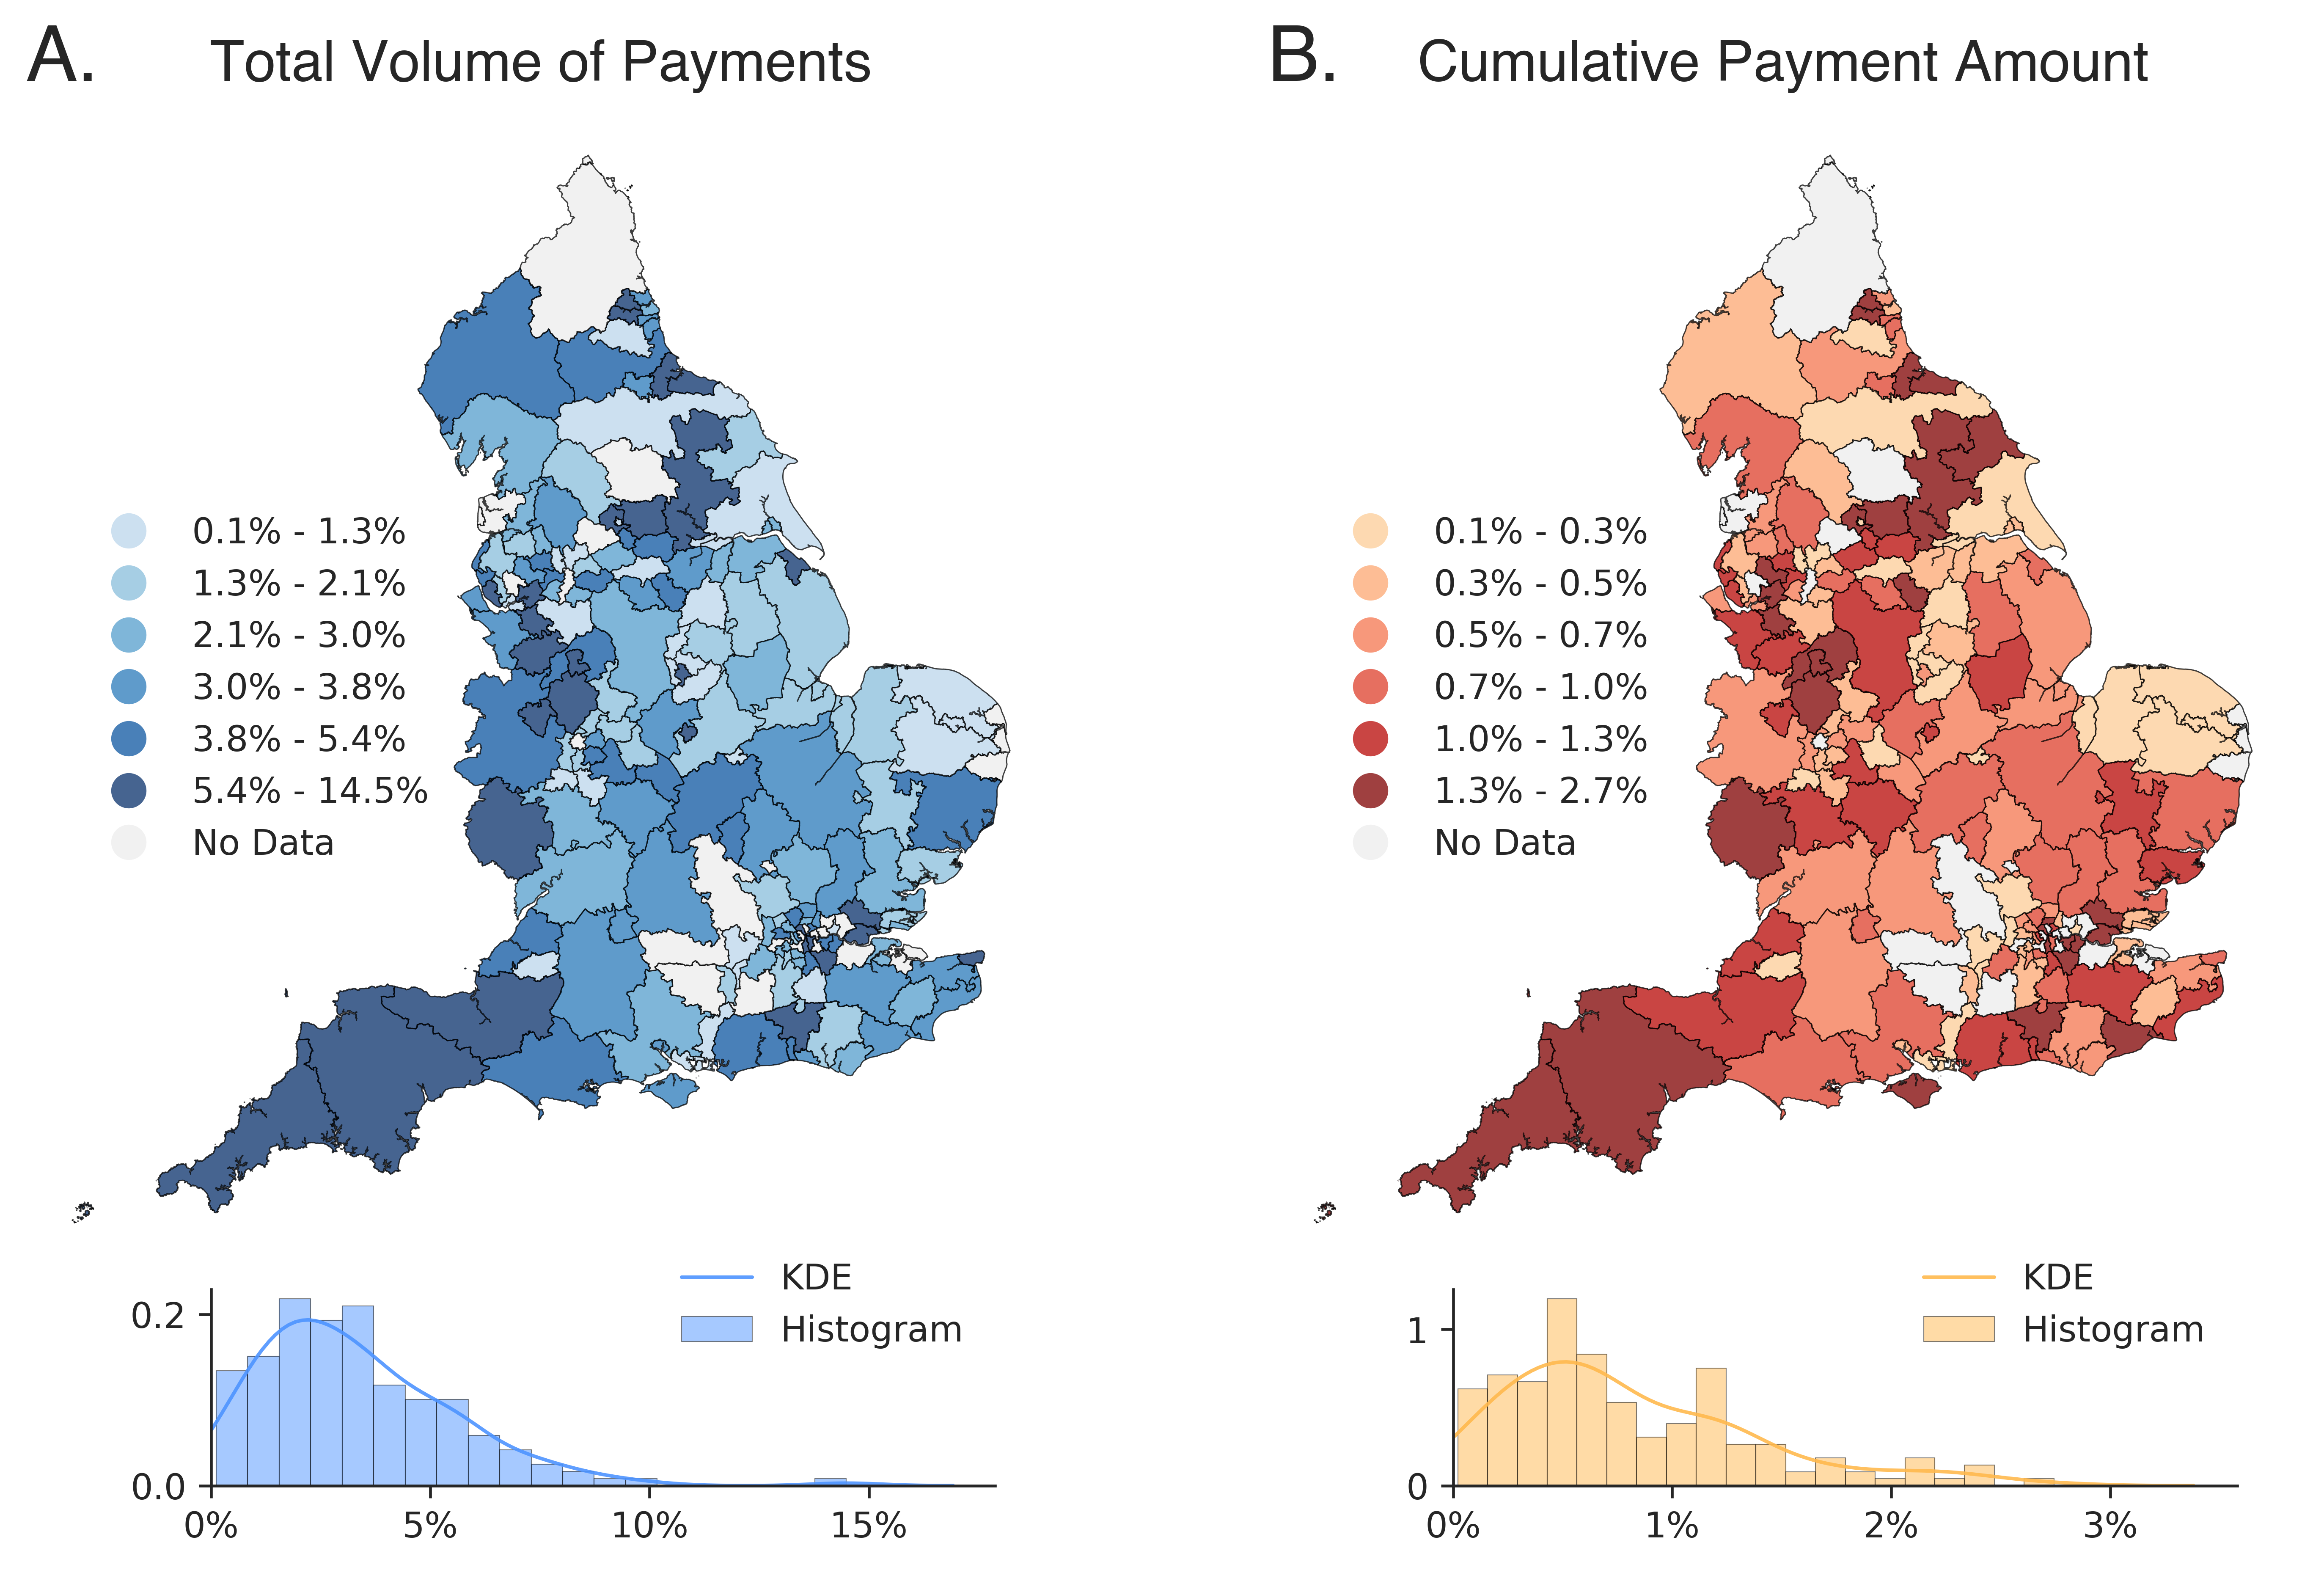 A.
Total Volume of Payments
0.1% - 1.3%
1.3% - 2.1%
2.1% - 3.0%
3.0% - 3.8%
3.8% - 5.4%
5.4% - 14.5%
No Data
KDE
Histogram
0.2
0.0
0%
5%
10%
15%
B.
Cumulative Payment Amount
0.1% - 0.3%
0.3% - 0.5%
0.5% - 0.7%
0.7% - 1.0%
1.0% - 1.3%
1.3% - 2.7%
No Data
KDE
Histogram
1
0
0%
1%
2%
3%